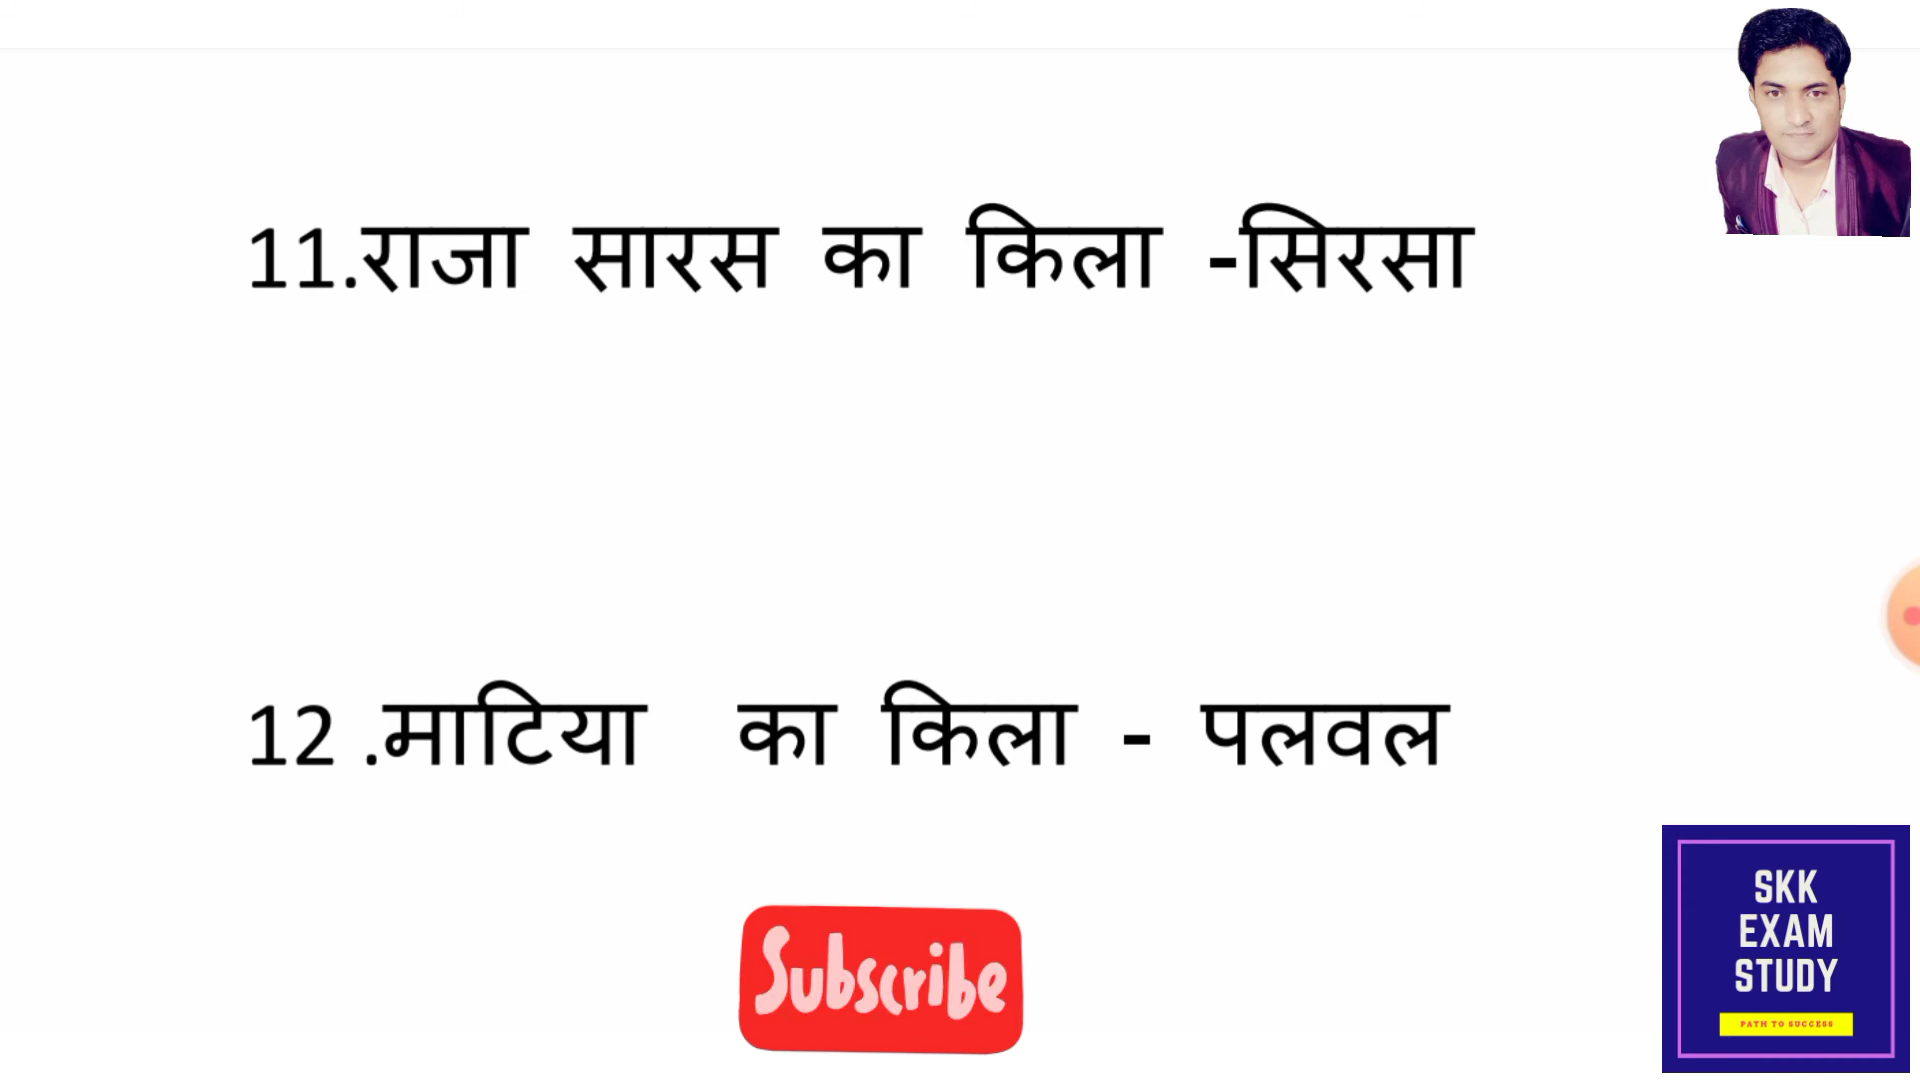 11.राजा सारस का किला -सिरसा
12 .माटिया का किला - पलवल
Subscribe
SKK
EXAM
STUDY
PATH TO SUCCESS